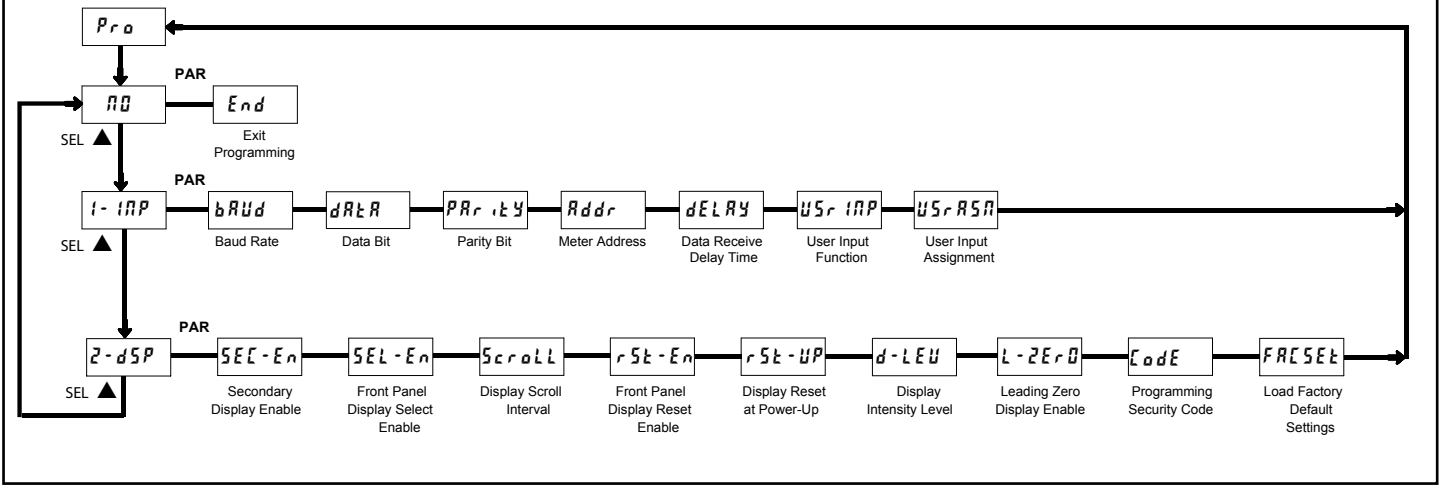 Pro
PAR
NO
End
SEL ▲
Exit
Programming
PAR
1-INP
bAUd
dAtA
PAritY
Addr
dELAY
USrINP
USrASN
SEL ▲
Baud Rate
Data Bit
Parity Bit
Meter Address
Data Receive
Delay Time
User Input
Function
User Input
Assignment
PAR
2-dSP
SEC-En
SEL-En
ScroLL
rSt-En
rSt-UP
d-LEV
L-ZErO
CodE
FACSEt
SEL ▲
Secondary
Display Enable
Front Panel
Display Select
Enable
Display Scroll
Interval
Front Panel
Display Reset
Enable
Display Reset
at Power-Up
Display
Intensity Level
Leading Zero
Display Enable
Programming
Security Code
Load Factory
Default
Settings